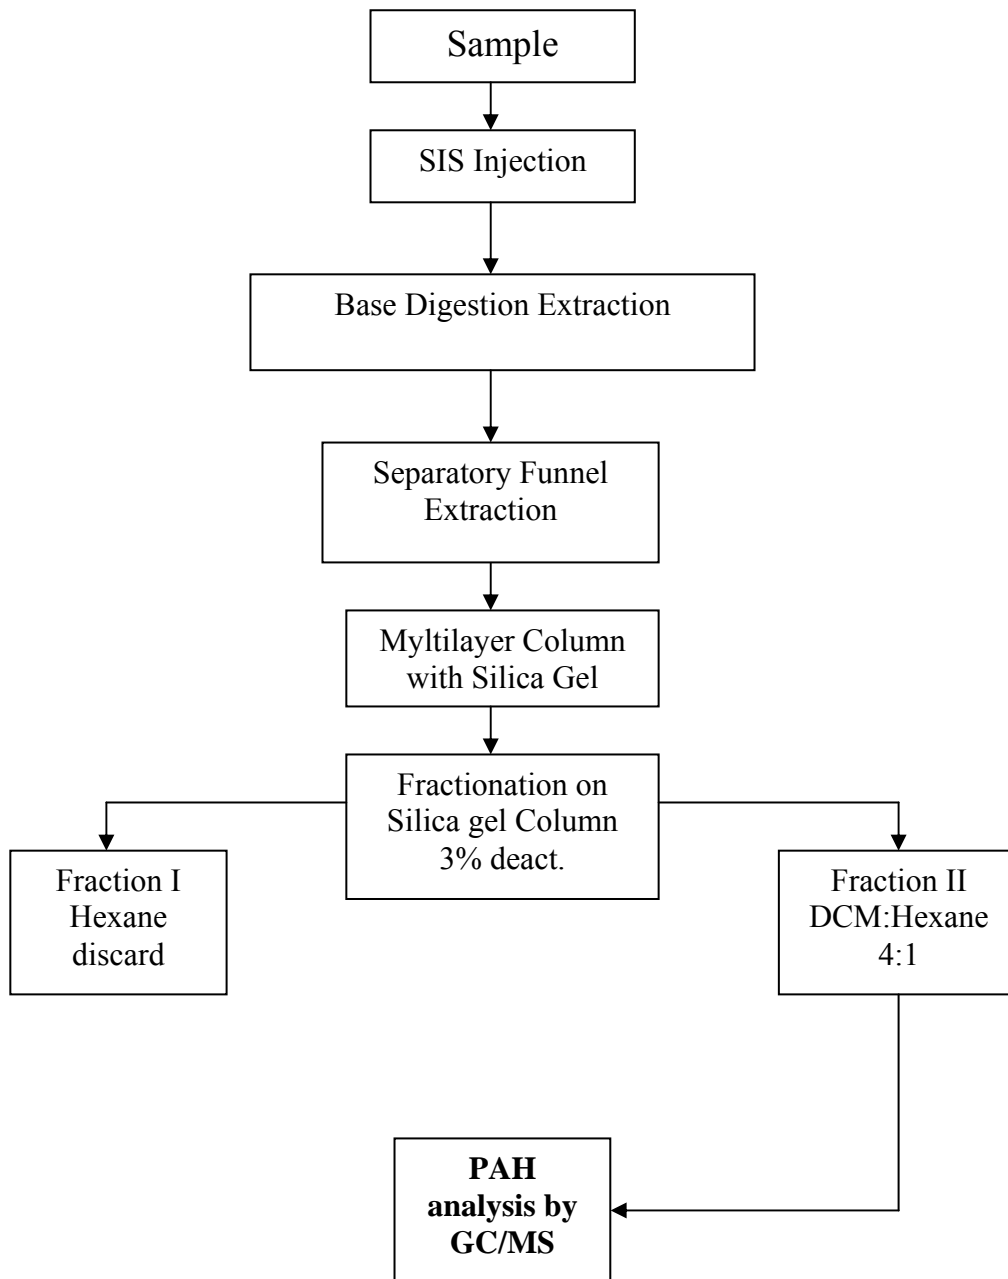 Sample
SIS Injection
Base Digestion Extraction
Separatory Funnel
Extraction
Myltilayer Column
with Silica Gel
Fractionation on
Silica gel Column
3% deact.
Fraction I
Hexane
discard
Fraction II
DCM:Hexane
4:1
PAH
analysis by
GC/MS